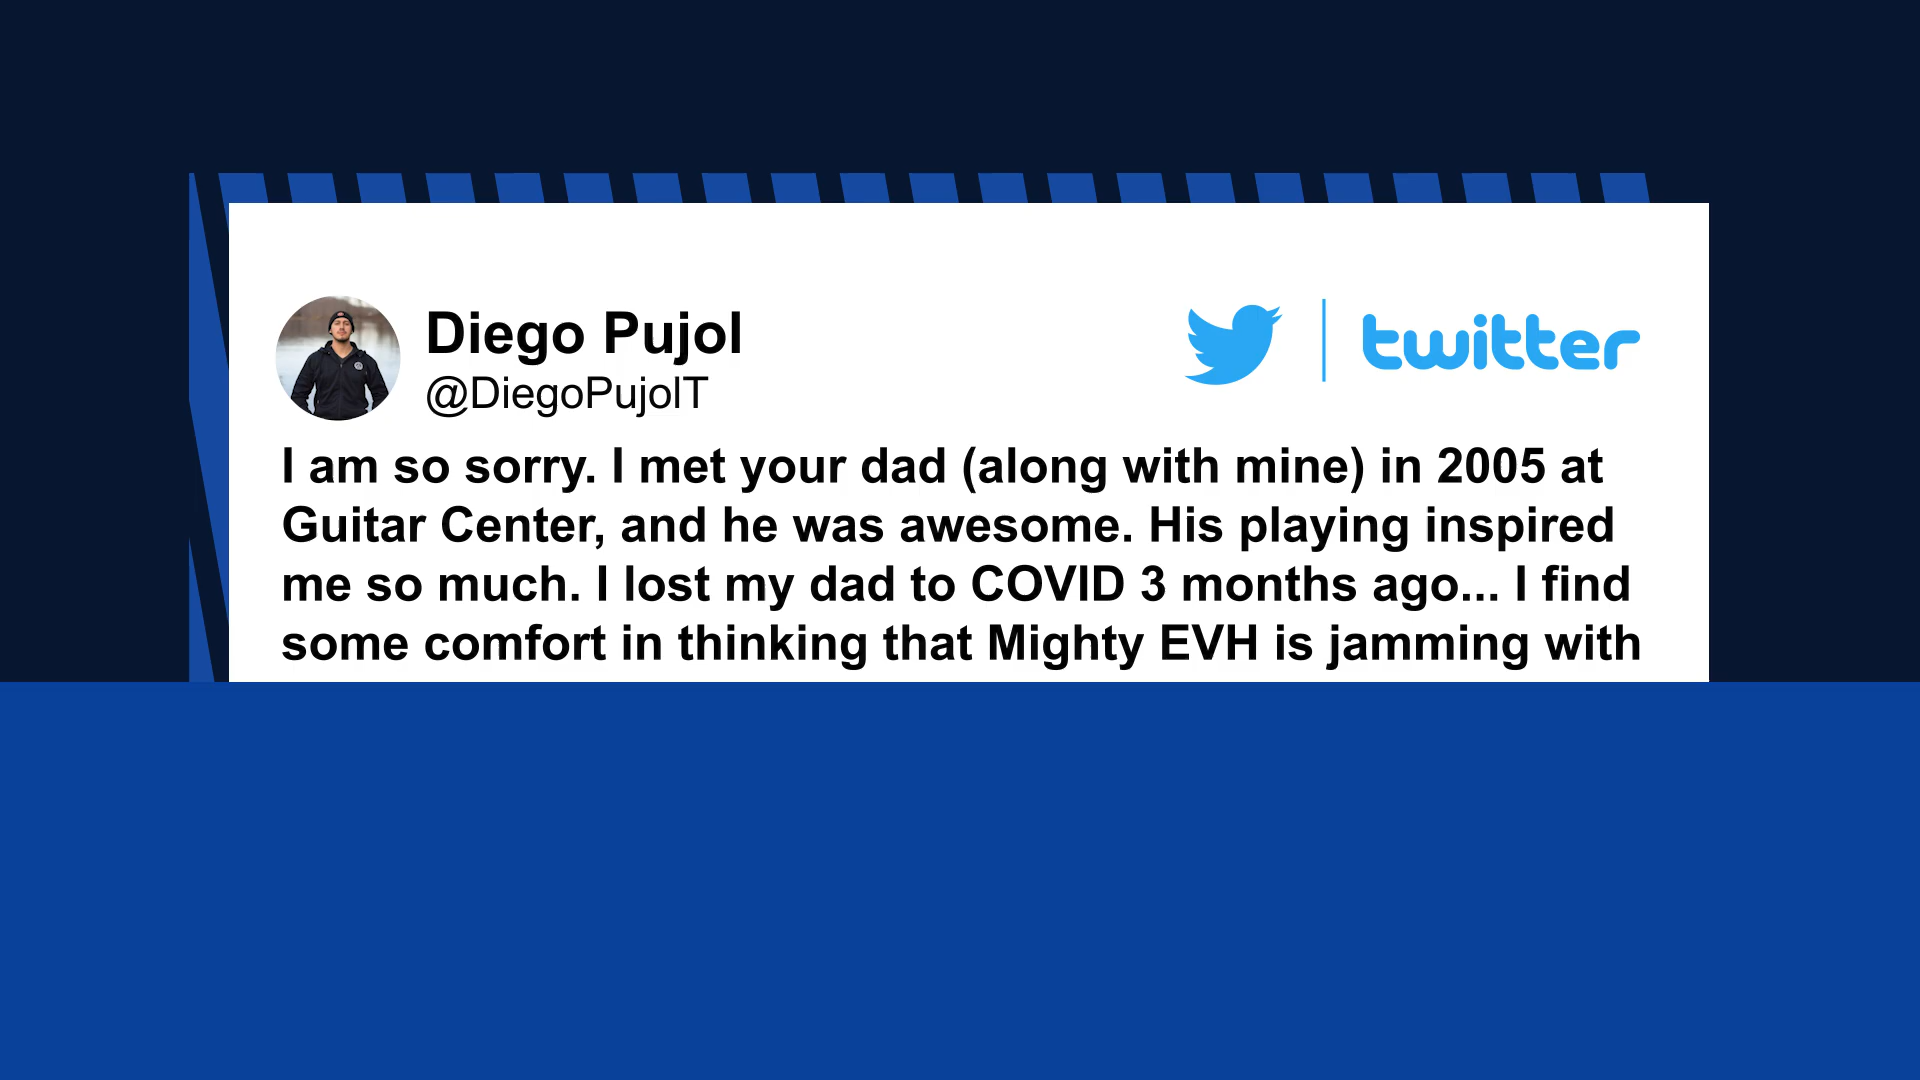 Diego Pujol
@DiegoPujolT
twitter
I am so sorry. I met your dad (along with mine) in 2005 at
Guitar Center, and he was awesome. His playing inspired
me so much. I lost my dad to COVID 3 months ago... I find
some comfort in thinking that Mighty EVH is jamming with